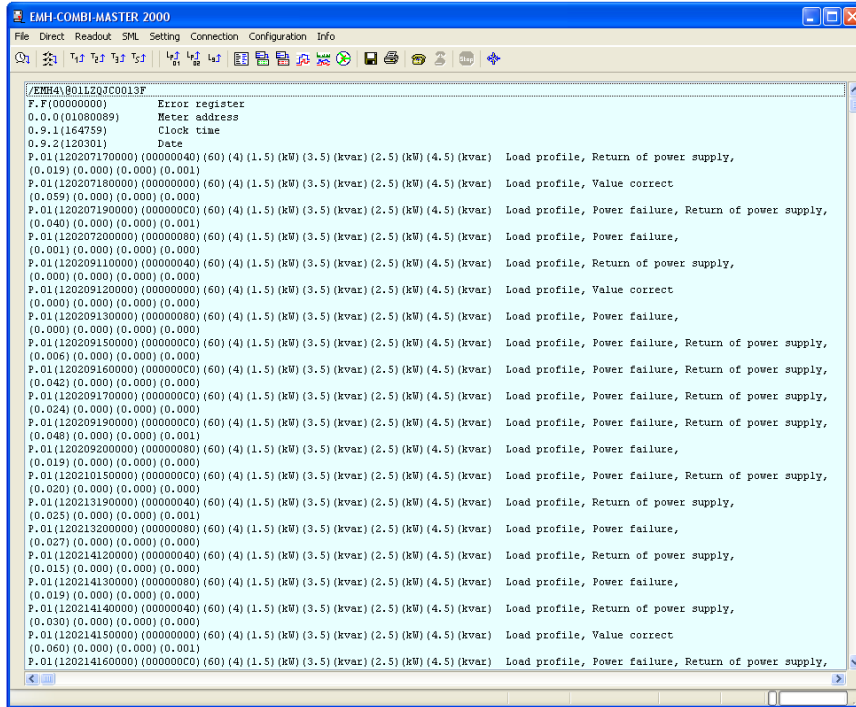 EMH-COMBI-MASTER 2000
File Direct Readout SML Setting Connection Configuration Info
/EMH4\@01LZQJC0013F
F.F(00000000) Error register
0.0.0(01080089) Meter address
0.9.1(164759) Clock time
0.9.2(120301) Date
P.01(120207170000)(00000040)(60)(4)(1.5)(kW)(3.5)(kvar)(2.5)(kW)(4.5)(kvar) Load profile, Return of power supply,
(0.019)(0.000)(0.000)(0.001)
P.01(120207180000)(00000000)(60)(4)(1.5)(kW)(3.5)(kvar)(2.5)(kW)(4.5)(kvar) Load profile, Value correct
(0.059)(0.000)(0.000)(0.000)
P.01(120207190000)(000000C0)(60)(4)(1.5)(kW)(3.5)(kvar)(2.5)(kW)(4.5)(kvar) Load profile, Power failure, Return of power supply,
(0.040)(0.000)(0.000)(0.001)
P.01(120207200000)(00000080)(60)(4)(1.5)(kW)(3.5)(kvar)(2.5)(kW)(4.5)(kvar) Load profile, Power failure,
(0.001)(0.000)(0.000)(0.000)
P.01(120209110000)(00000040)(60)(4)(1.5)(kW)(3.5)(kvar)(2.5)(kW)(4.5)(kvar) Load profile, Return of power supply,
(0.000)(0.000)(0.000)(0.000)
P.01(120209120000)(00000000)(60)(4)(1.5)(kW)(3.5)(kvar)(2.5)(kW)(4.5)(kvar) Load profile, Value correct
(0.000)(0.000)(0.000)(0.000)
P.01(120209130000)(00000080)(60)(4)(1.5)(kW)(3.5)(kvar)(2.5)(kW)(4.5)(kvar) Load profile, Power failure,
(0.000)(0.000)(0.000)(0.000)
P.01(120209150000)(000000C0)(60)(4)(1.5)(kW)(3.5)(kvar)(2.5)(kW)(4.5)(kvar) Load profile, Power failure, Return of power supply,
(0.006)(0.000)(0.000)(0.000)
P.01(120209160000)(000000C0)(60)(4)(1.5)(kW)(3.5)(kvar)(2.5)(kW)(4.5)(kvar) Load profile, Power failure, Return of power supply,
(0.042)(0.000)(0.000)(0.000)
P.01(120209170000)(000000C0)(60)(4)(1.5)(kW)(3.5)(kvar)(2.5)(kW)(4.5)(kvar) Load profile, Power failure, Return of power supply,
(0.024)(0.000)(0.000)(0.000)
P.01(120209190000)(000000C0)(60)(4)(1.5)(kW)(3.5)(kvar)(2.5)(kW)(4.5)(kvar) Load profile, Power failure, Return of power supply,
(0.048)(0.000)(0.000)(0.001)
P.01(120209200000)(00000080)(60)(4)(1.5)(kW)(3.5)(kvar)(2.5)(kW)(4.5)(kvar) Load profile, Power failure,
(0.019)(0.000)(0.000)(0.000)
P.01(120210150000)(000000C0)(60)(4)(1.5)(kW)(3.5)(kvar)(2.5)(kW)(4.5)(kvar) Load profile, Power failure, Return of power supply,
(0.020)(0.000)(0.000)(0.000)
P.01(120213190000)(00000040)(60)(4)(1.5)(kW)(3.5)(kvar)(2.5)(kW)(4.5)(kvar) Load profile, Return of power supply,
(0.025)(0.000)(0.000)(0.001)
P.01(120213200000)(00000080)(60)(4)(1.5)(kW)(3.5)(kvar)(2.5)(kW)(4.5)(kvar) Load profile, Power failure,
(0.027)(0.000)(0.000)(0.000)
P.01(120214120000)(00000040)(60)(4)(1.5)(kW)(3.5)(kvar)(2.5)(kW)(4.5)(kvar) Load profile, Return of power supply,
(0.015)(0.000)(0.000)(0.000)
P.01(120214130000)(00000080)(60)(4)(1.5)(kW)(3.5)(kvar)(2.5)(kW)(4.5)(kvar) Load profile, Power failure,
(0.019)(0.000)(0.000)(0.000)
P.01(120214140000)(00000040)(60)(4)(1.5)(kW)(3.5)(kvar)(2.5)(kW)(4.5)(kvar) Load profile, Return of power supply,
(0.030)(0.000)(0.000)(0.000)
P.01(120214150000)(00000000)(60)(4)(1.5)(kW)(3.5)(kvar)(2.5)(kW)(4.5)(kvar) Load profile, Value correct
(0.060)(0.000)(0.000)(0.001)
P.01(120214160000)(000000C0)(60)(4)(1.5)(kW)(3.5)(kvar)(2.5)(kW)(4.5)(kvar) Load profile, Power failure, Return of power supply,